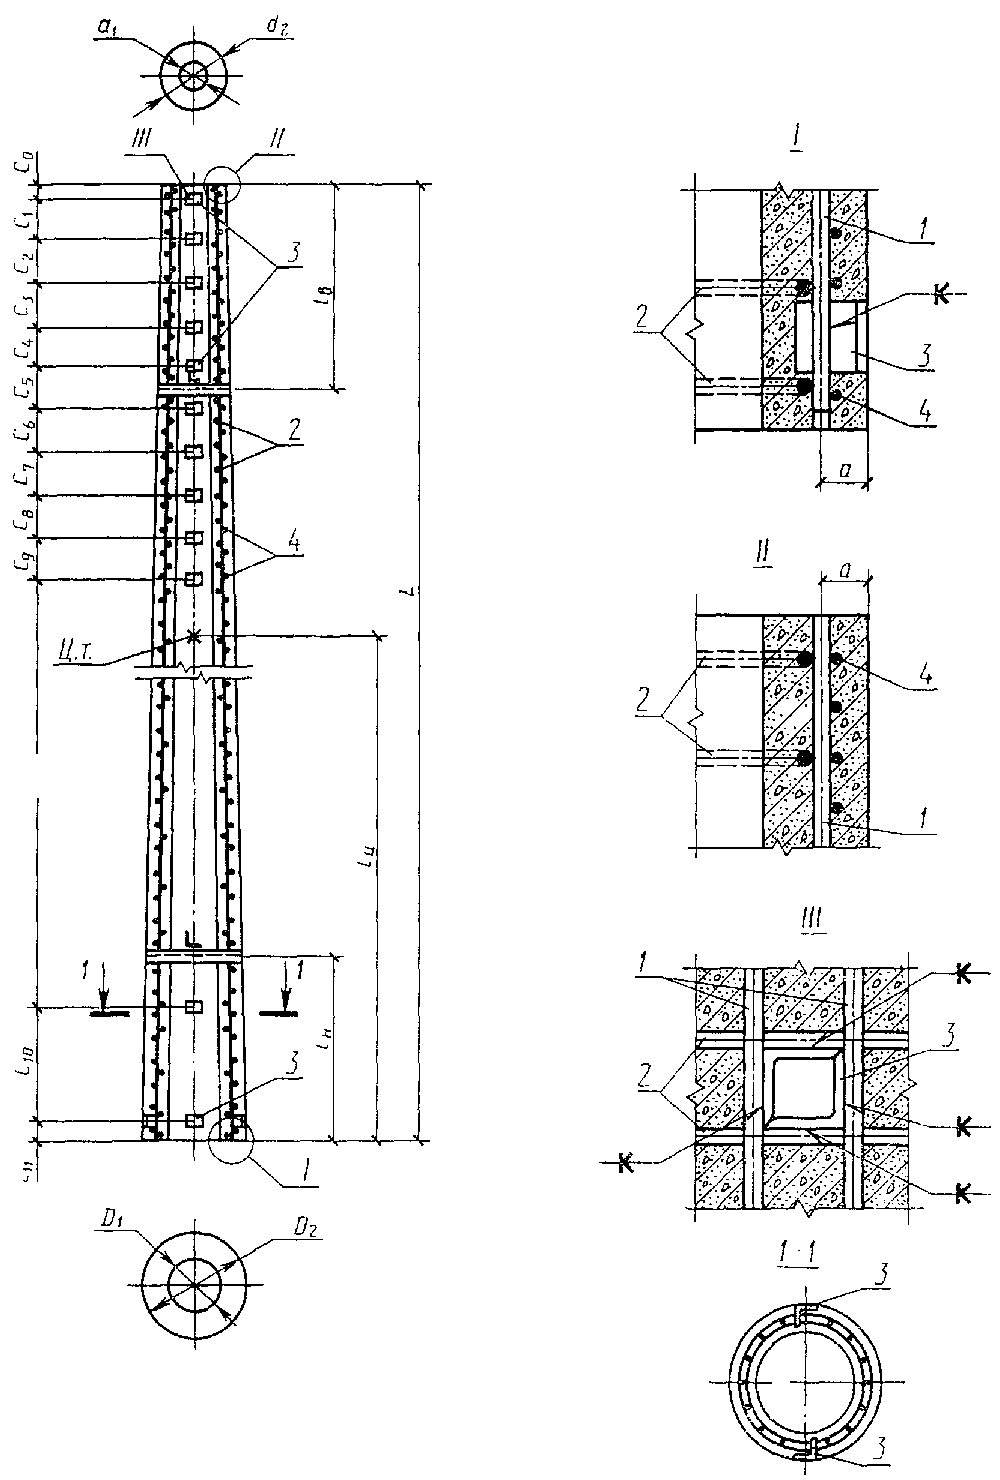 a₁
d₂
III
II
C₀
C₁
C₂
C₃
C₄
C₅
C₆
C₇
C₈
C₉
C₁₀
C₁₁
3
lв
2
4
L
Ц.т.
lц
1
1
lн
3
I
D₁
D₂
I
1
2
3
4
a
II
a
2
4
1
III
1
3
2
1-1
3
3